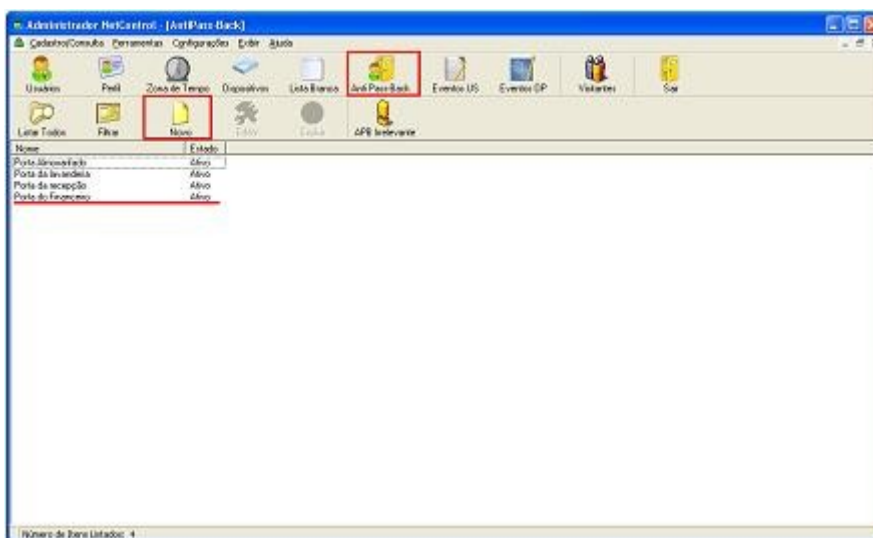 Administrador NetControl - [AntiPass-Back]
Cadastro/Consulta Ferramentas Configurações Exibir Ajuda
Usuários Perfil Zona de Tempo Dispositivos Lista Branca Anti Pass-Back Eventos US Eventos DP Visitantes Sair
Listar Todos Filtrar Novo Editar Excluir APB Irrelevante
Nome Estado
Porta Almoxarifado Ativo
Porta da lavanderia Ativo
Porta da recepção Ativo
Porta do Financeiro Ativo
Número de Itens Listados: 4